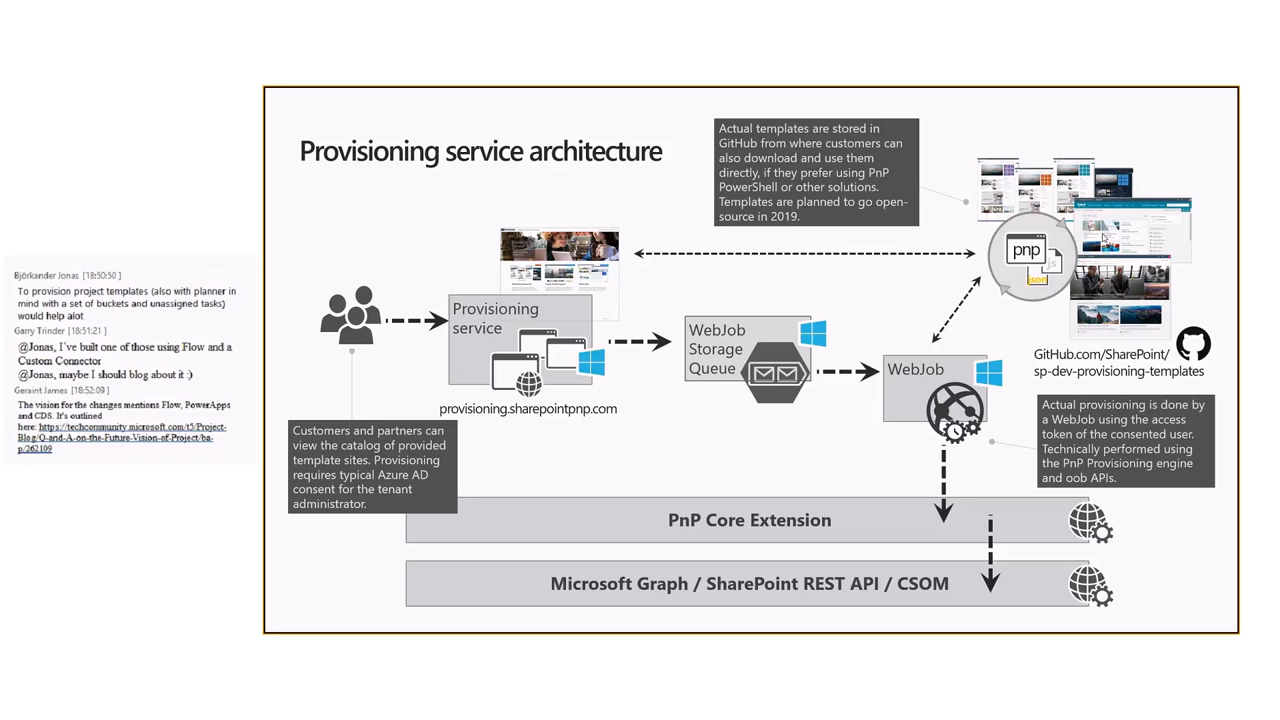 Björkander Jonas [18:50:50 ]
To provision project templates (also with planner in
mind with a set of buckets and unassigned tasks)
would help alot
Garry Trinder [18:51:21 ]
@Jonas, I've built one of those using Flow and a
Custom Connector
@Jonas, maybe I should blog about it :)
Geraint James [18:52:09 ]
The vision for the changes mentions Flow, PowerApps
and CDS. It's outlined
here: https://techcommunity.microsoft.com/t5/Project-
Blog/Q-and-A-on-the-Future-Vision-of-Project/ba-
p/262109
Provisioning service architecture
Actual templates are stored in
GitHub from where customers can
also download and use them
directly, if they prefer using PnP
PowerShell or other solutions.
Templates are planned to go open-
source in 2019.
pnp
js
json
Provisioning
service
provisioning.sharepointpnp.com
WebJob
Storage
Queue
WebJob
GitHub.com/SharePoint/
sp-dev-provisioning-templates
Customers and partners can
view the catalog of provided
template sites. Provisioning
requires typical Azure AD
consent for the tenant
administrator.
Actual provisioning is done by
a WebJob using the access
token of the consented user.
Technically performed using
the PnP Provisioning engine
and oob APIs.
PnP Core Extension
Microsoft Graph / SharePoint REST API / CSOM